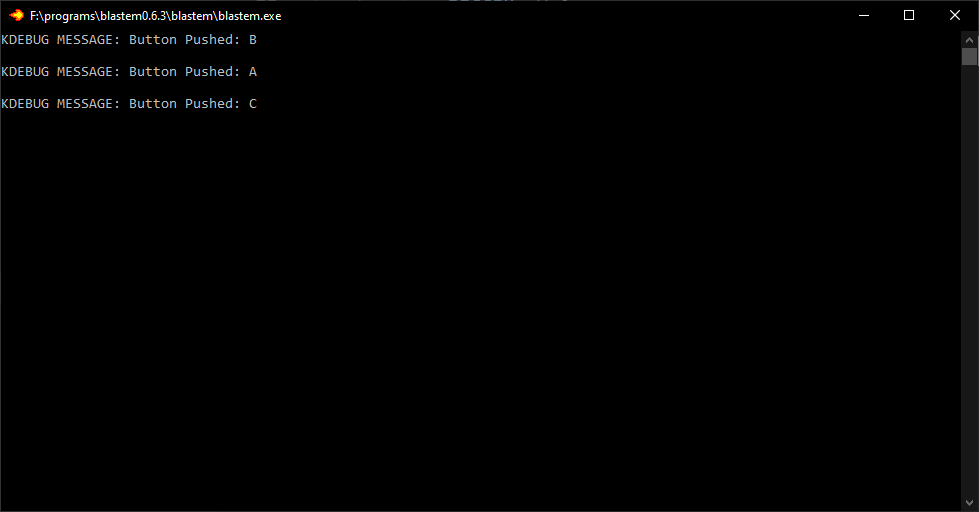 F:\programs\blastem0.6.3\blastem\blastem.exe
KDEBUG MESSAGE: Button Pushed: B
KDEBUG MESSAGE: Button Pushed: A
KDEBUG MESSAGE: Button Pushed: C